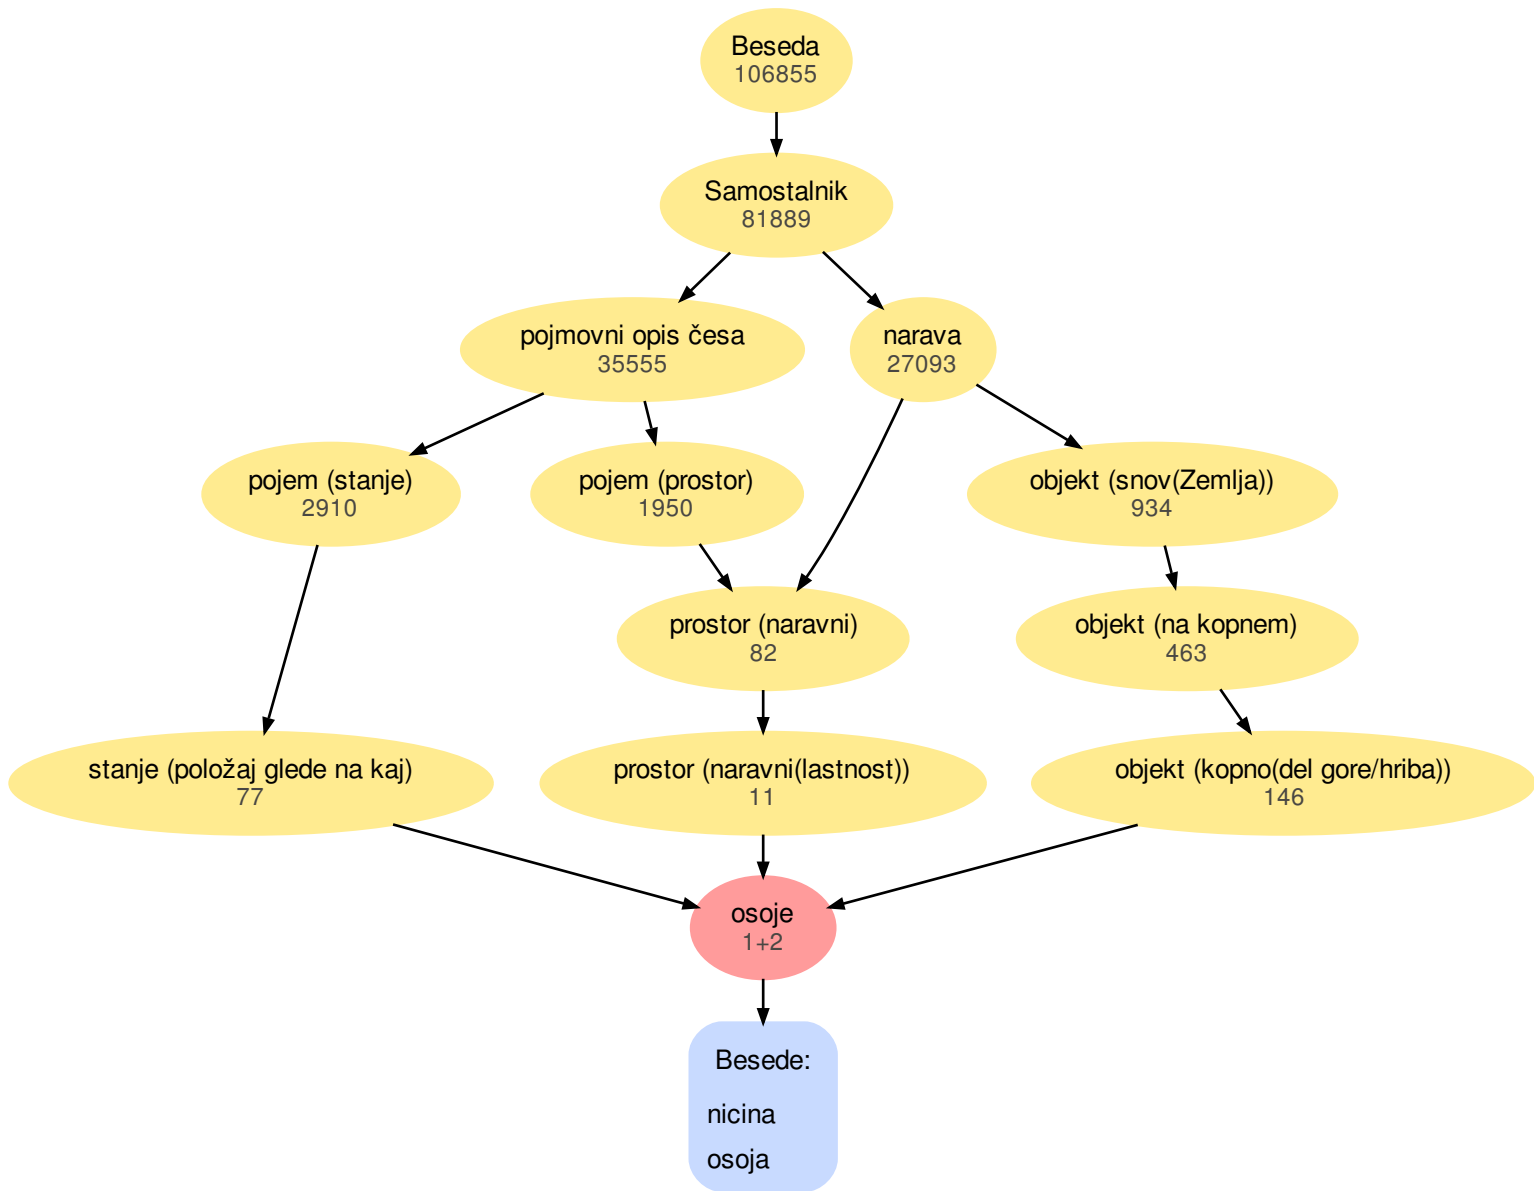 Beseda
106855
Samostalnik
81889
pojmovni opis česa
35555
narava
27093
pojem (stanje)
2910
pojem (prostor)
1950
objekt (snov(Zemlja))
934
prostor (naravni)
82
objekt (na kopnem)
463
stanje (položaj glede na kaj)
77
prostor (naravni(lastnost))
11
objekt (kopno(del gore/hriba))
146
osoje
1+2
Besede:
nicina
osoja